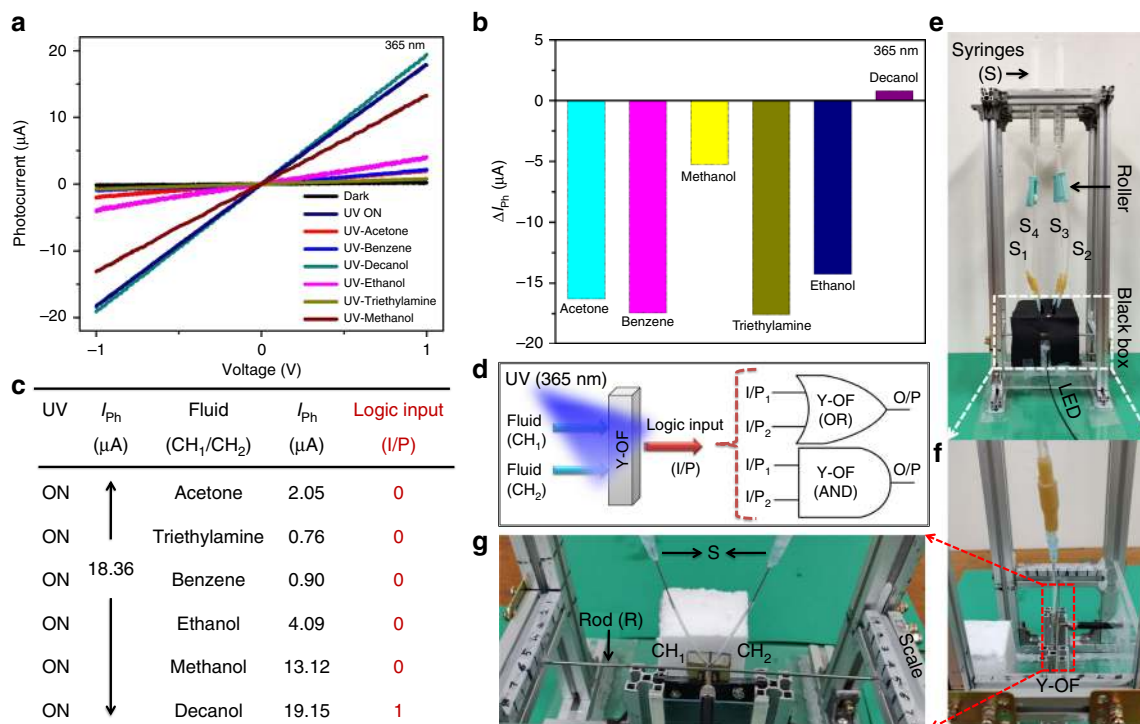 a
365 nm
20
10
0
–10
–20
Photocurrent (μA)
–1
0
1
Voltage (V)
Dark
UV ON
UV-Acetone
UV-Benzene
UV-Decanol
UV-Ethanol
UV-Triethylamine
UV-Methanol
b
365 nm
5
0
–5
–10
–15
–20
ΔIPh (μA)
Acetone
Benzene
Methanol
Triethylamine
Ethanol
Decanol
c
UV IPh Fluid IPh Logic input
(μA) (CH1/CH2) (μA) (I/P)
ON Acetone 2.05 0
ON Triethylamine 0.76 0
18.36
ON Benzene 0.90 0
ON Ethanol 4.09 0
ON Methanol 13.12 0
ON Decanol 19.15 1
d
UV (365 nm)
Fluid
(CH1)
Fluid
(CH2)
Y-OF
Logic input
(I/P)
I/P1
I/P2
Y-OF
(OR)
O/P
I/P1
I/P2
Y-OF
(AND)
O/P
e
Syringes
(S)
Roller
S4
S3
S1
S2
Black box
LED
f
Y-OF
g
S
Rod (R)
CH1
CH2
Scale